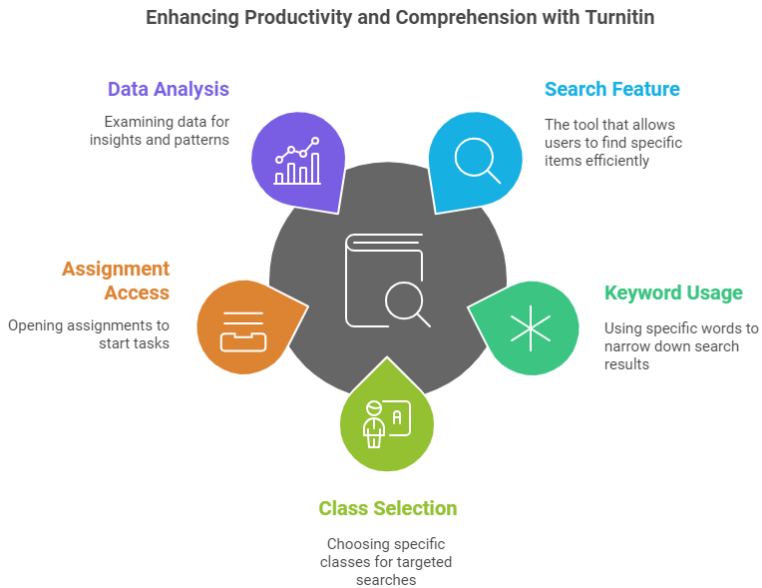 Enhancing Productivity and Comprehension with Turnitin
Data Analysis
Examining data for
insights and patterns
Search Feature
The tool that allows
users to find specific
items efficiently
Assignment
Access
Opening assignments to
start tasks
Keyword Usage
Using specific words to
narrow down search
results
A
Class Selection
Choosing specific
classes for targeted
searches